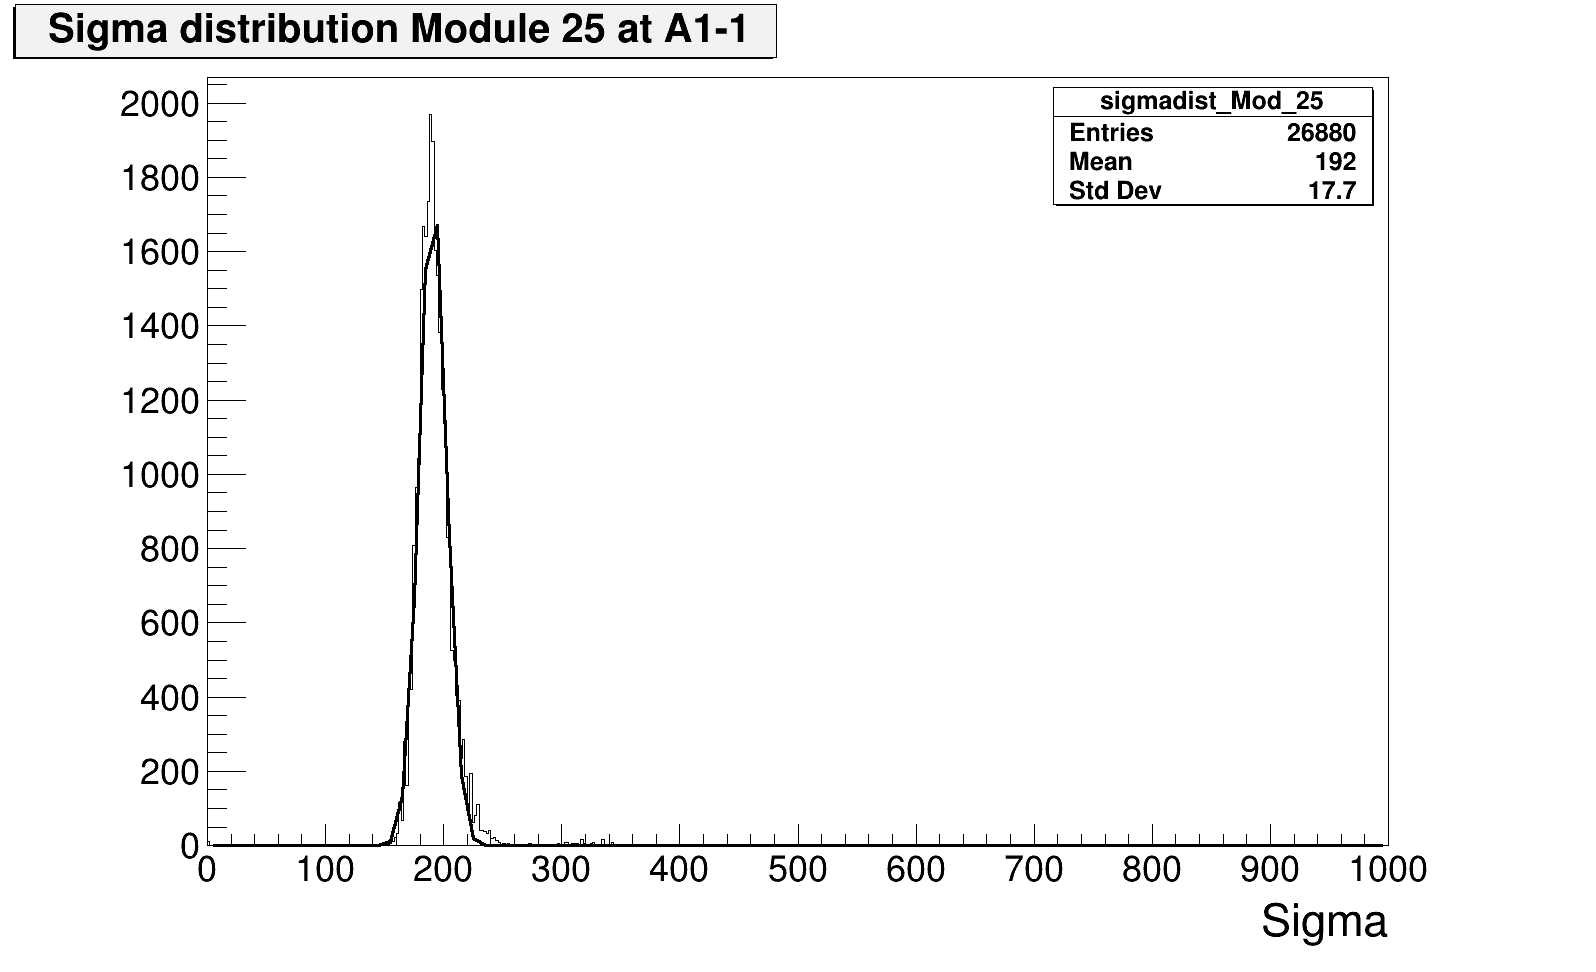 Sigma distribution Module 25 at A1-1
sigmadist_Mod_25
Entries 26880
Mean 192
Std Dev 17.7
2000
1800
1600
1400
1200
1000
800
600
400
200
0
0 100 200 300 400 500 600 700 800 900 1000
Sigma